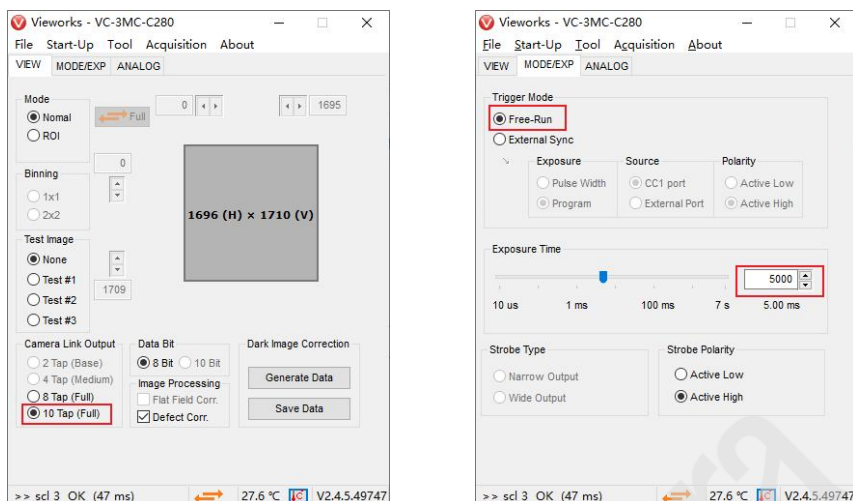 Vieworks - VC-3MC-C280
File Start-Up Tool Acquisition About
VIEW MODE/EXP ANALOG
Mode
Nomal
ROI
Full
0
1695
0
Binning
1x1
2x2
1696 (H) × 1710 (V)
Test Image
None
Test #1
Test #2
Test #3
1709
Camera Link Output
2 Tap (Base)
4 Tap (Medium)
8 Tap (Full)
10 Tap (Full)
Data Bit
8 Bit 10 Bit
Image Processing
Flat Field Corr.
Defect Corr.
Dark Image Correction
Generate Data
Save Data
>> scl 3 OK (47 ms) 27.6 ℃ °C V2.4.5.49747
Vieworks - VC-3MC-C280
File Start-Up Tool Acquisition About
VIEW MODE/EXP ANALOG
Trigger Mode
Free-Run
External Sync
Exposure
Pulse Width
Program
Source
CC1 port
External Port
Polarity
Active Low
Active High
Exposure Time
5000
10 us 1 ms 100 ms 7 s 5.00 ms
Strobe Type
Narrow Output
Wide Output
Strobe Polarity
Active Low
Active High
>> scl 3 OK (47 ms) 27.6 ℃ °C V2.4.5.49747